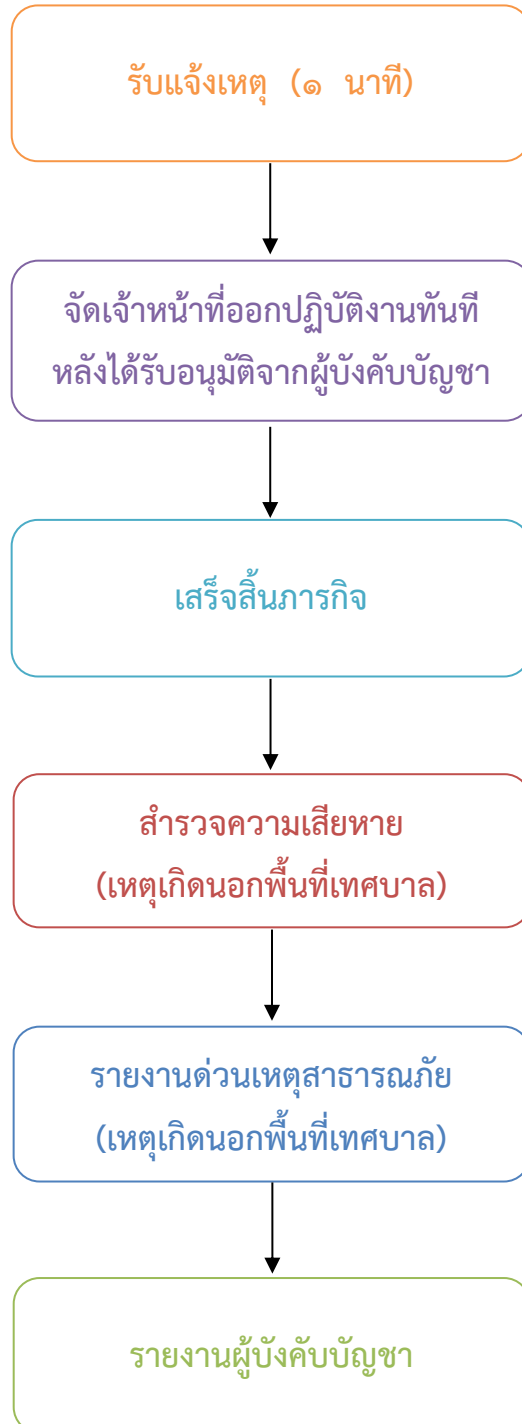 รับแจ้งเหตุ (๑ นาที)
จัดเจ้าหน้าที่ออกปฏิบัติงานทันที
หลังได้รับอนุมัติจากผู้บังคับบัญชา
เสร็จสิ้นภารกิจ
สำรวจความเสียหาย
(เหตุเกิดนอกพื้นที่เทศบาล)
รายงานด่วนเหตุสาธารณภัย
(เหตุเกิดนอกพื้นที่เทศบาล)
รายงานผู้บังคับบัญชา